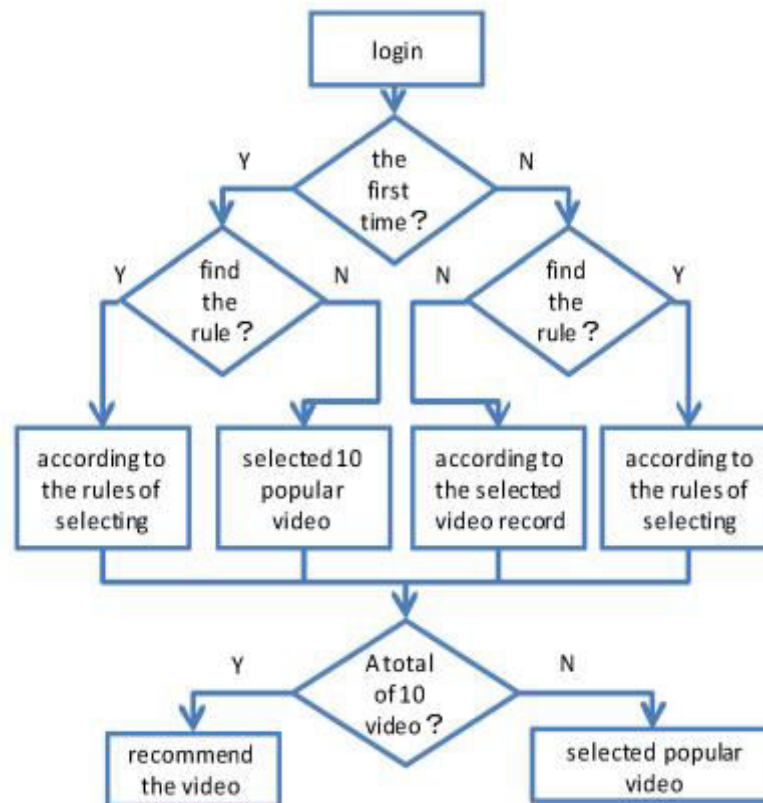 login
Y
the
first
time？
N
Y
find
the
rule？
N
N
find
the
rule？
Y
according to
the rules of
selecting
selected 10
popular
video
according to
the selected
video record
according to
the rules of
selecting
Y
A total
of 10
video？
N
recommend
the video
selected popular
video